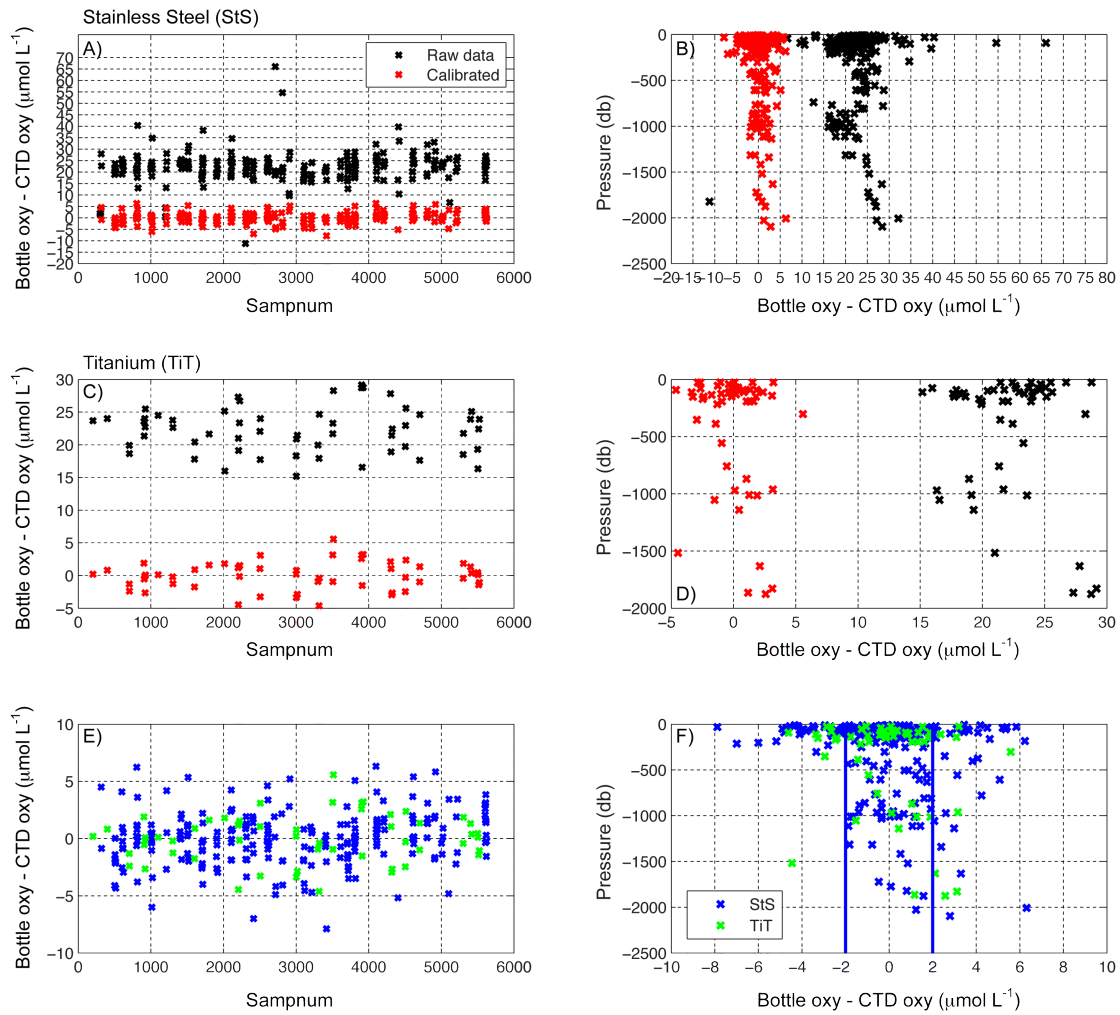 Stainless Steel (StS)
A)
Raw data
Calibrated
70
65
60
55
50
45
40
35
30
25
20
15
10
5
0
−5
−10
−15
−20
0 1000 2000 3000 4000 5000 6000
Bottle oxy - CTD oxy (μmol L-1)
Sampnum
B)
0
−500
−1000
−1500
−2000
−2500
−20 −15 −10 −5 0 5 10 15 20 25 30 35 40 45 50 55 60 65 70 75 80
Pressure (db)
Bottle oxy - CTD oxy (μmol L-1)
Titanium (TiT)
C)
30
25
20
15
10
5
0
−5
0 1000 2000 3000 4000 5000 6000
Bottle oxy - CTD oxy (μmol L-1)
Sampnum
D)
0
−500
−1000
−1500
−2000
−5 0 5 10 15 20 25 30
Pressure (db)
Bottle oxy - CTD oxy (μmol L-1)
E)
10
5
0
−5
−10
0 1000 2000 3000 4000 5000 6000
Bottle oxy - CTD oxy (μmol L-1)
Sampnum
F)
StS
TiT
0
−500
−1000
−1500
−2000
−2500
−10 −8 −6 −4 −2 0 2 4 6 8 10
Pressure (db)
Bottle oxy - CTD oxy (μmol L-1)